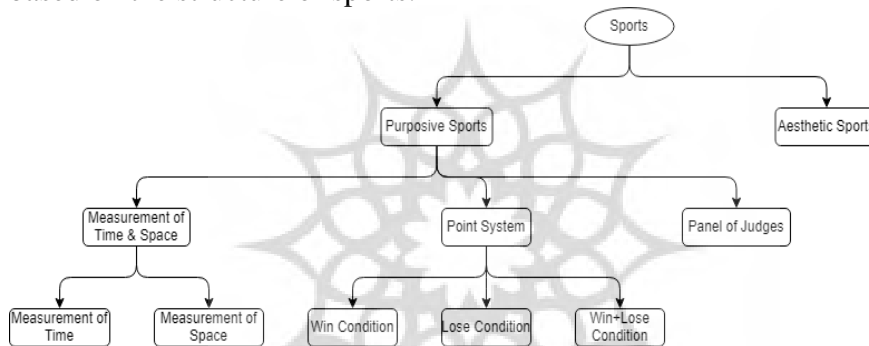 Sports
Purposive Sports
Aesthetic Sports
Measurement of
Time & Space
Point System
Panel of Judges
Measurement of
Time
Measurement of
Space
Win Condition
Lose Condition
Win+Lose
Condition